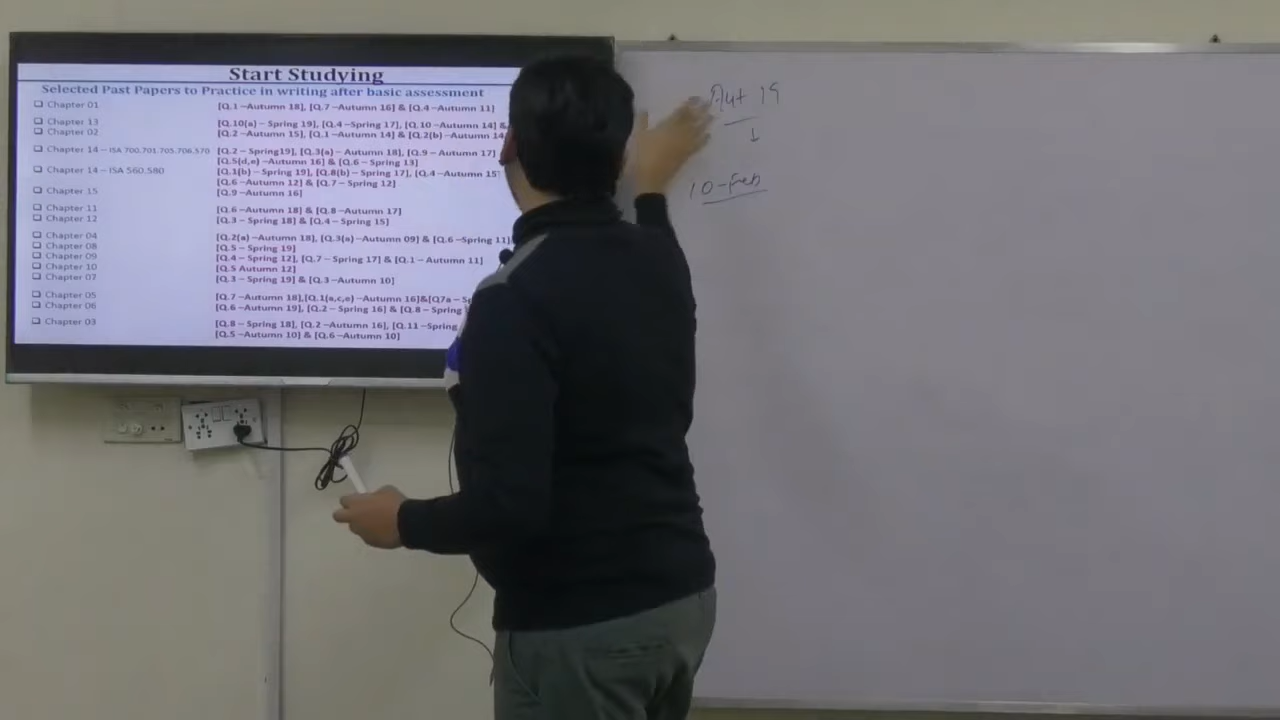 Start Studying
Selected Past Papers to Practice in writing after basic assessment
Chapter 01 [Q.1 –Autumn 18], [Q.7 –Autumn 16] & [Q.4 –Autumn 11]
Chapter 13 [Q.10(a) – Spring 19], [Q.4 –Spring 17], [Q.10 –Autumn 14] &
Chapter 02 [Q.2 –Autumn 15], [Q.1 –Autumn 14] & [Q.2(b) –Autumn 14
Chapter 14 – ISA 700,701,705,706,570 [Q.2 – Spring19], [Q.3(a) – Autumn 18], [Q.9 – Autumn 17]
[Q.5(d,e) –Autumn 16] & [Q.6 – Spring 13]
Chapter 14 – ISA 560,580 [Q.1(b) – Spring 19], [Q.8(b) – Spring 17], [Q.4 –Autumn 15]
[Q.6 –Autumn 12] & [Q.7 – Spring 12]
Chapter 15 [Q.9 –Autumn 16]
Chapter 11 [Q.6 –Autumn 18] & [Q.8 –Autumn 17]
Chapter 12 [Q.3 – Spring 18] & [Q.4 – Spring 15]
Chapter 04 [Q.2(a) –Autumn 18], [Q.3(a) –Autumn 09] & [Q.6 –Spring 11]
Chapter 08 [Q.5 – Spring 19]
Chapter 09 [Q.4 – Spring 12], [Q.7 – Spring 17] & [Q.1 – Autumn 11]
Chapter 10 [Q.5 Autumn 12]
Chapter 07 [Q.3 – Spring 19] & [Q.3 –Autumn 10]
Chapter 05 [Q.7 –Autumn 18],[Q.1(a,c,e) –Autumn 16]&[Q7a –
Chapter 06 [Q.6 –Autumn 19], [Q.2 – Spring 16] & [Q.8 – Spring
Chapter 03 [Q.8 – Spring 18], [Q.2 –Autumn 16], [Q.11 –Spring
[Q.5 –Autumn 10] & [Q.6 –Autumn 10]
Aut 19
10-Feb